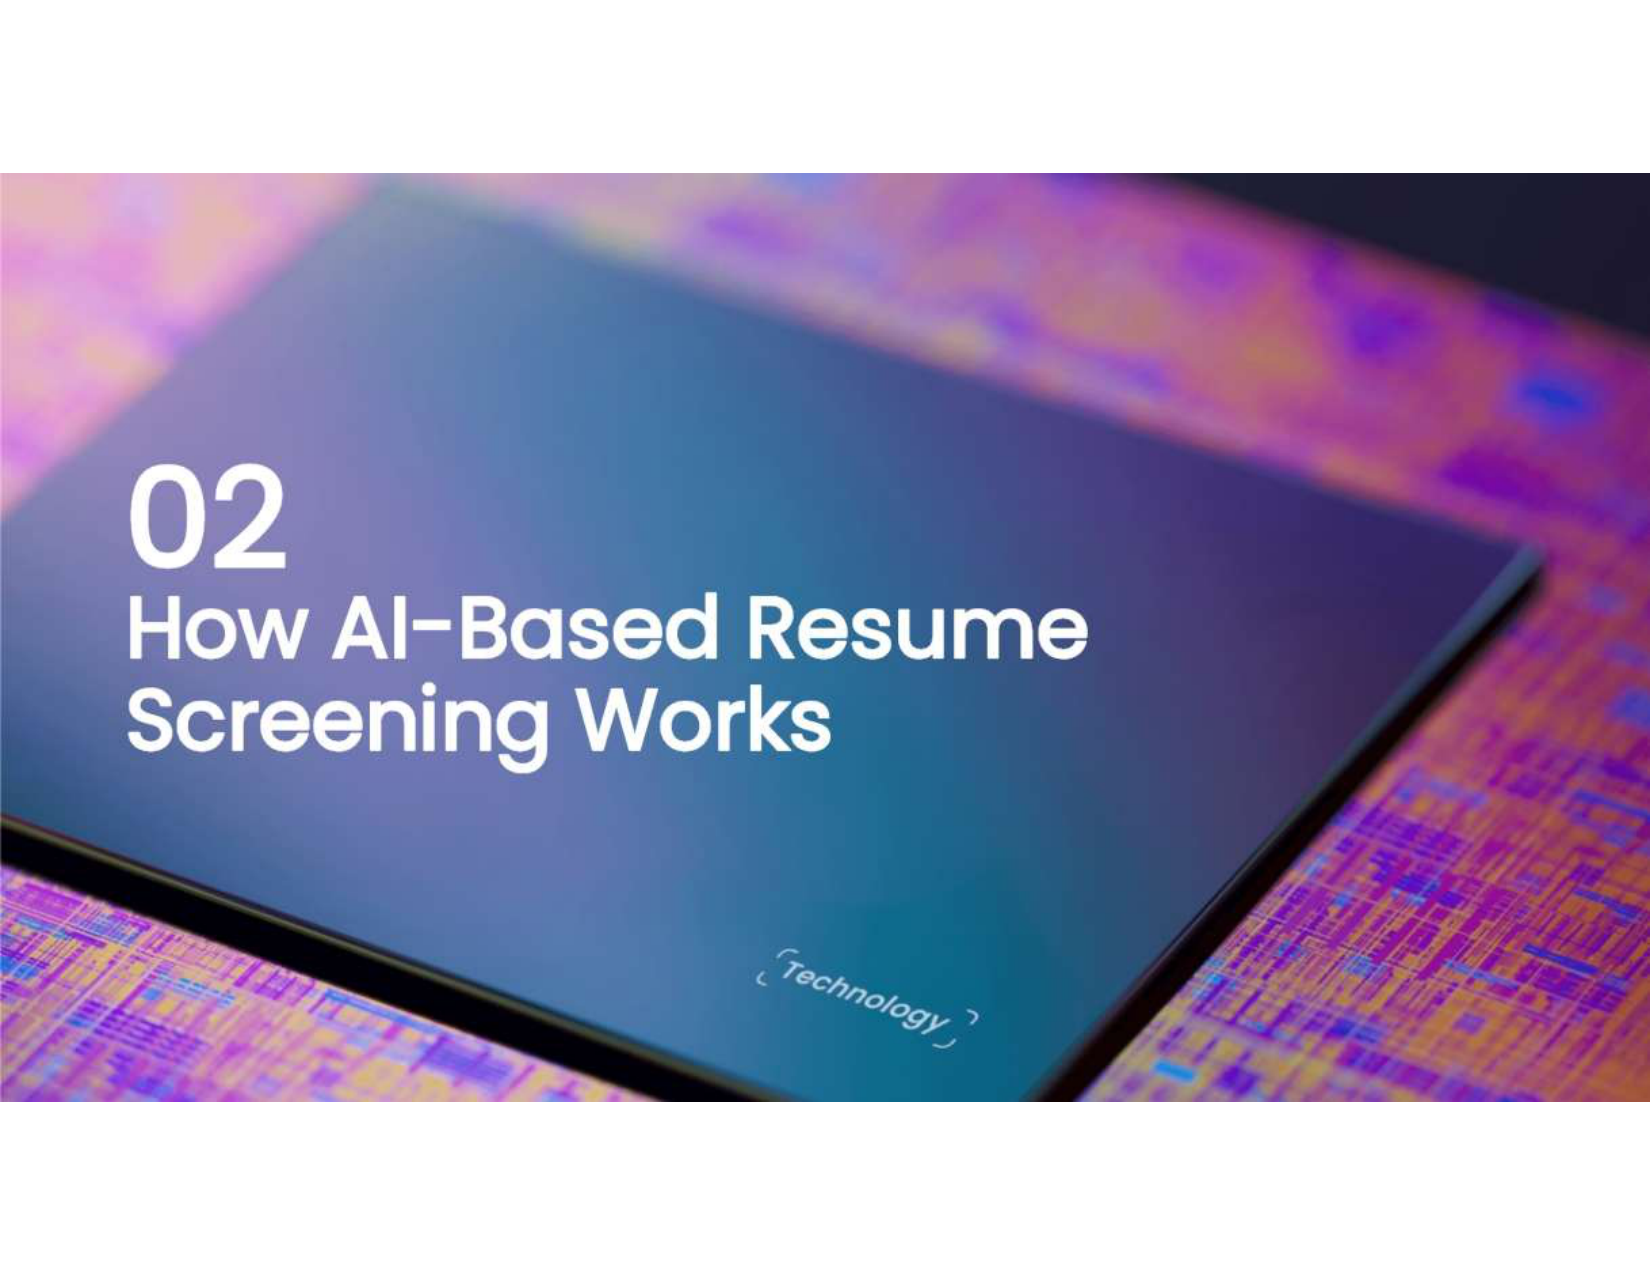 02
How AI-Based Resume
Screening Works
Technology